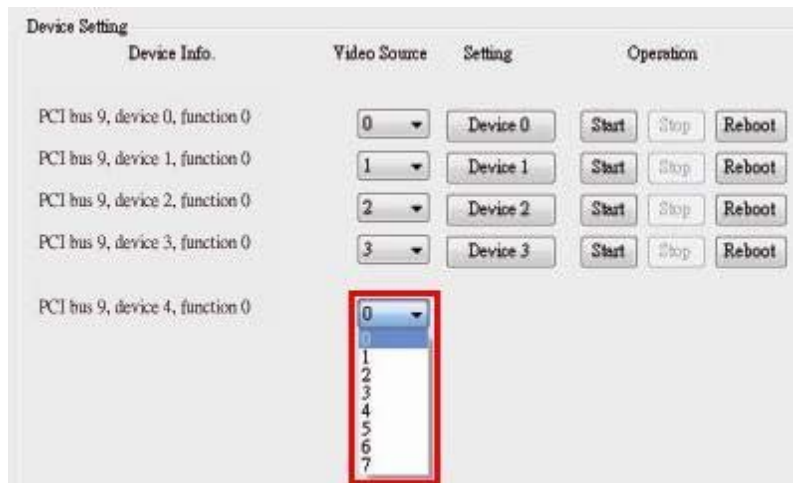 Device Setting
Device Info. Video Source Setting Operation
PCI bus 9, device 0, function 0 0 Device 0 Start Stop Reboot
PCI bus 9, device 1, function 0 1 Device 1 Start Stop Reboot
PCI bus 9, device 2, function 0 2 Device 2 Start Stop Reboot
PCI bus 9, device 3, function 0 3 Device 3 Start Stop Reboot
PCI bus 9, device 4, function 0 0
0
1
2
3
4
5
6
7